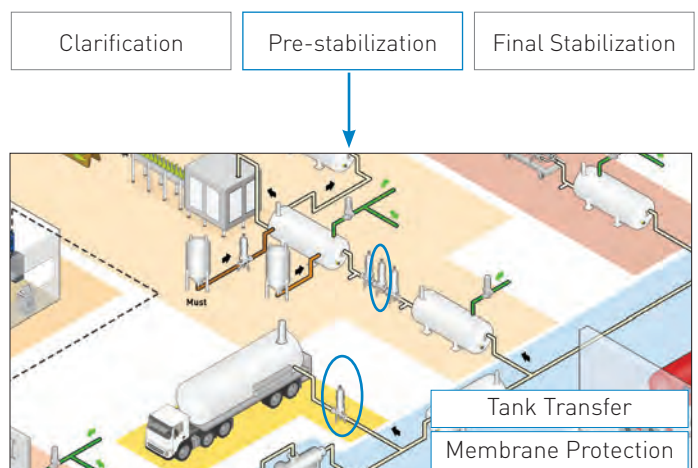 Clarification
Pre-stabilization
Final Stabilization
Must
Tank Transfer
Membrane Protection